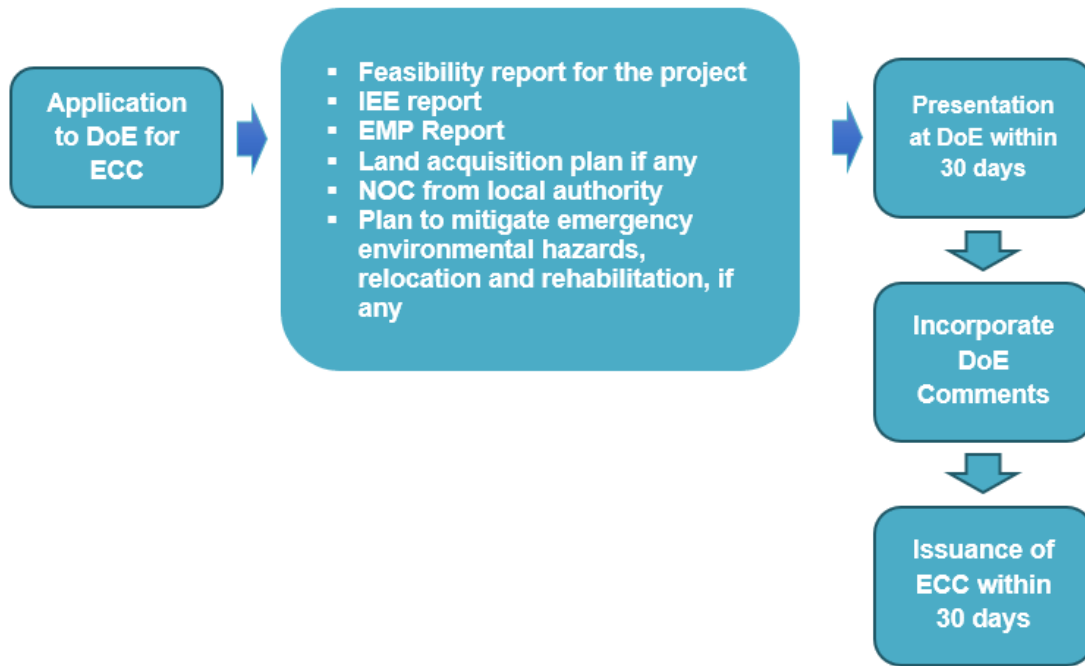 Application
to DoE for
ECC
▪ Feasibility report for the project
▪ IEE report
▪ EMP Report
▪ Land acquisition plan if any
▪ NOC from local authority
▪ Plan to mitigate emergency
environmental hazards,
relocation and rehabilitation, if
any
Presentation
at DoE within
30 days
Incorporate
DoE
Comments
Issuance of
ECC within
30 days